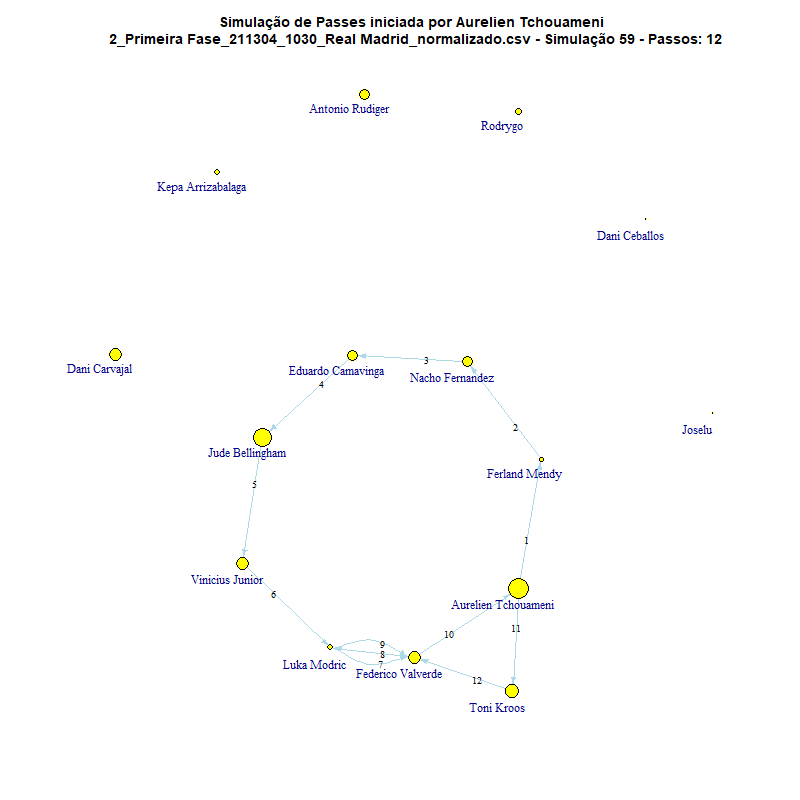 Simulação de Passes iniciada por Aurelien Tchouameni
2_Primeira Fase_211304_1030_Real Madrid_normalizado.csv - Simulação 59 - Passos: 12
Antonio Rudiger
Rodrygo
Kepa Arrizabalaga
Dani Ceballos
Dani Carvajal
3
Eduardo Camavinga
Nacho Fernandez
4
2
Joselu
Jude Bellingham
Ferland Mendy
5
1
Vinicius Junior
6
Aurelien Tchouameni
11
10
9
8
7
Luka Modric
Federico Valverde
12
Toni Kroos